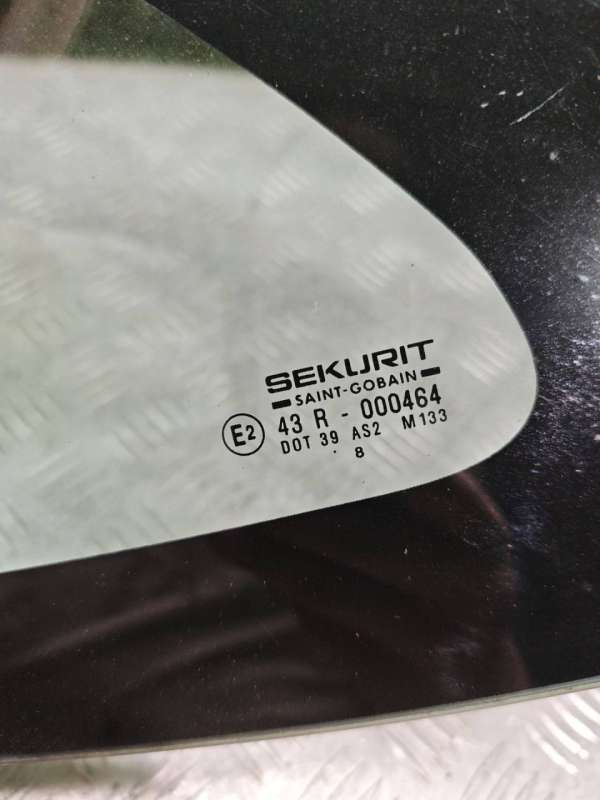 SEKURIT
SAINT-GOBAIN
E2 43 R - 000464
DOT 39 AS2 M133
. 8